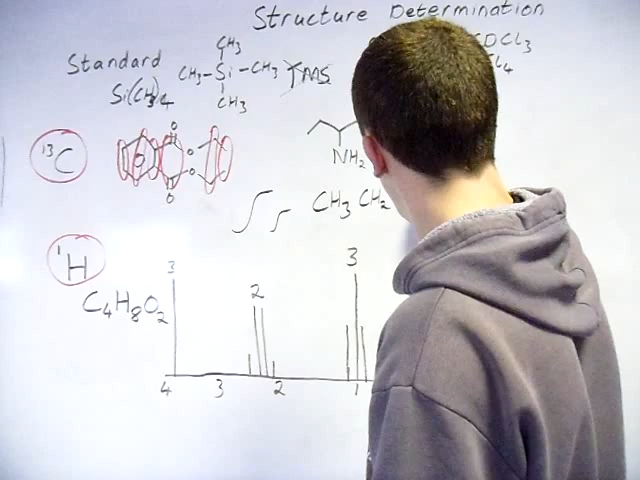 Structure Determination
Standard
Si(CH3)4
CH3
CH3-Si-CH3
CH3
TMS
CDCl3
13C
O
O
O
O
NH2
CH3 CH2
1H
C4H8O2
3
2
3
4 3 2 1